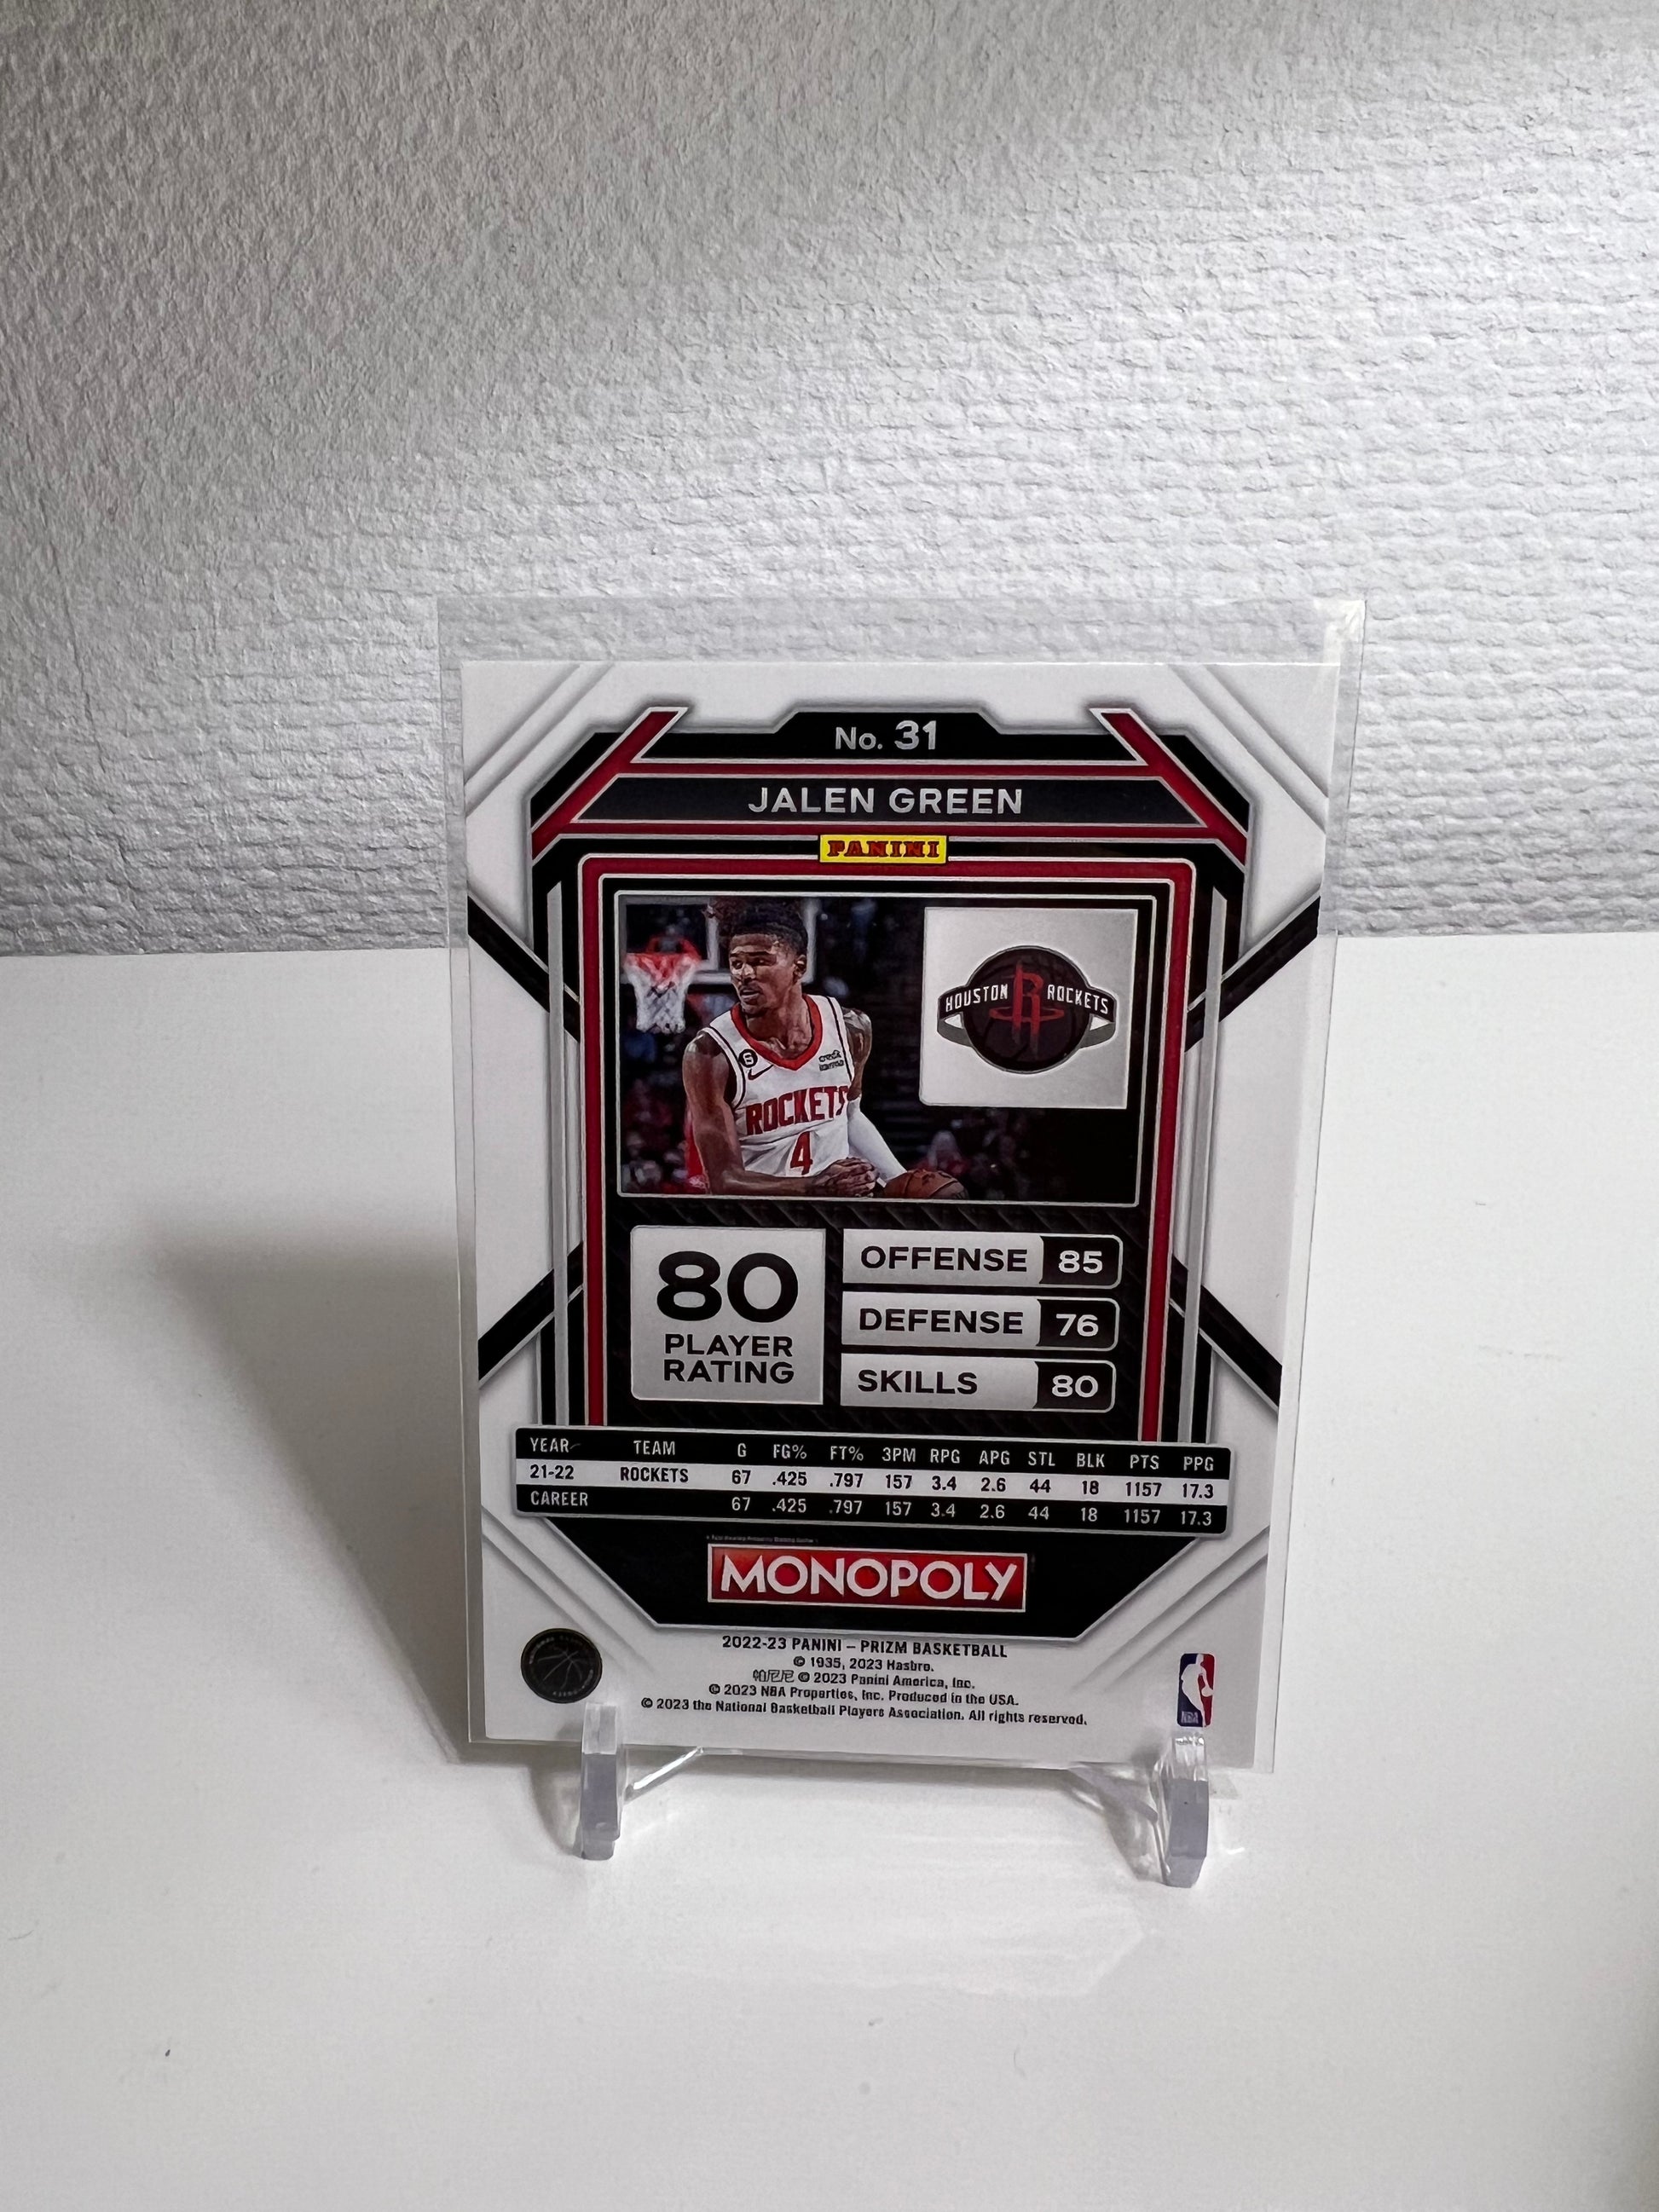 No. 31
JALEN GREEN
PANINI
HOUSTON R ROCKETS
6
ROCKETS
4
80
PLAYER
RATING
OFFENSE 85
DEFENSE 76
SKILLS 80
YEAR TEAM G FG% FT% 3PM RPG APG STL BLK PTS PPG
21-22 ROCKETS 67 .425 .797 157 3.4 2.6 44 18 1157 17.3
CAREER 67 .425 .797 157 3.4 2.6 44 18 1157 17.3
MONOPOLY
2022-23 PANINI – PRIZM BASKETBALL
© 1935, 2023 Hasbro.
帕尼尼 © 2023 Panini America, Inc.
© 2023 NBA Properties, Inc. Produced in the USA.
© 2023 the National Basketball Players Association. All rights reserved.
NBA